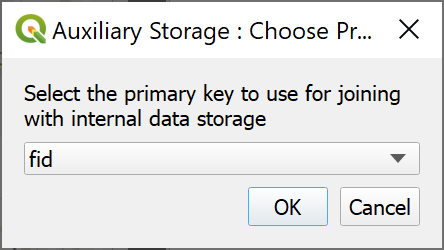 Auxiliary Storage : Choose Pr...
Select the primary key to use for joining
with internal data storage
fid
OK
Cancel